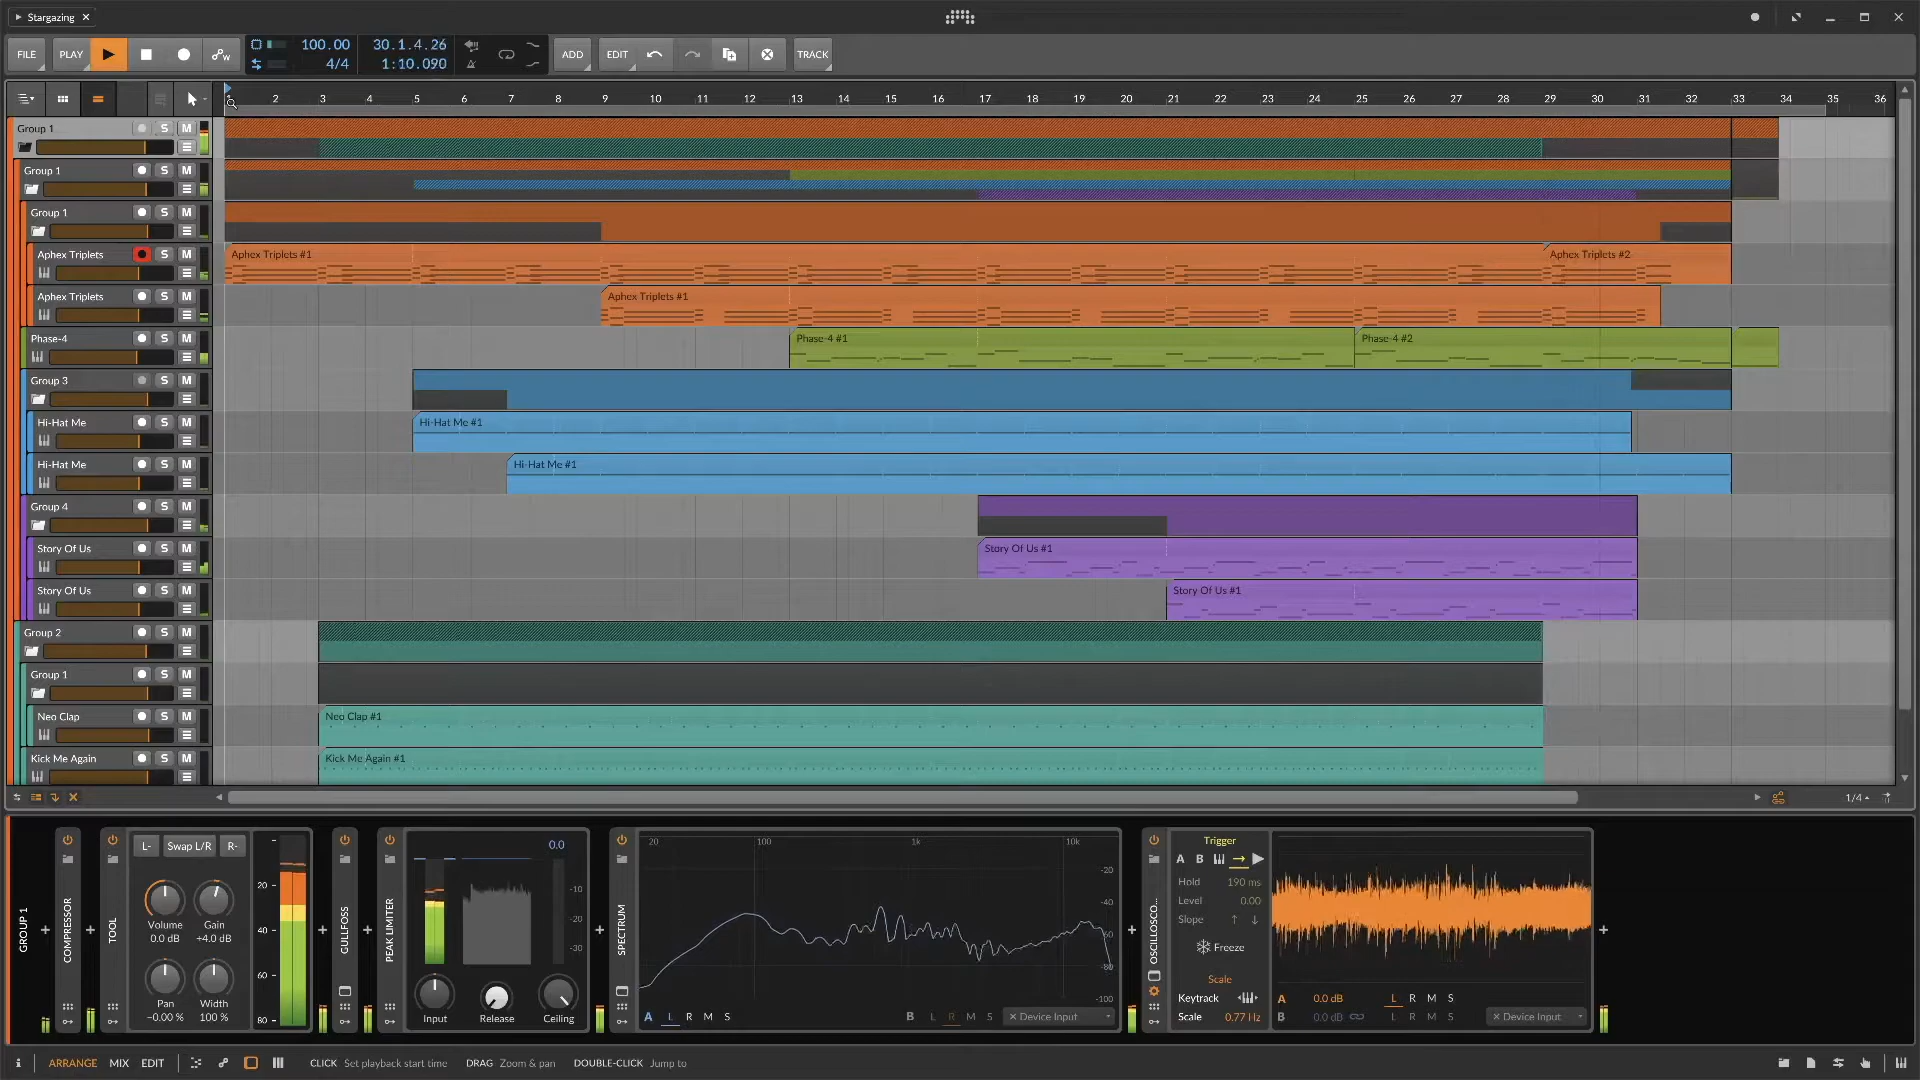 Stargazing
FILE PLAY 100.00 30.1.4.26 ADD EDIT TRACK
4/4 1:10.090
1 2 3 4 5 6 7 8 9 10 11 12 13 14 15 16 17 18 19 20 21 22 23 24 25 26 27 28 29 30 31 32 33 34 35 36
Group 1 S M
Group 1 S M
Group 1 S M
Aphex Triplets S M Aphex Triplets #1 Aphex Triplets #2
Aphex Triplets S M Aphex Triplets #1
Phase-4 S M Phase-4 #1 Phase-4 #2
Group 3 S M
Hi-Hat Me S M Hi-Hat Me #1
Hi-Hat Me S M Hi-Hat Me #1
Group 4 S M
Story Of Us S M Story Of Us #1
Story Of Us S M Story Of Us #1
Group 2 S M
Group 1 S M
Neo Clap S M Neo Clap #1
Kick Me Again S M Kick Me Again #1
1/4
GROUP 1
COMPRESSOR
TOOL
L- Swap L/R R-
Volume Gain
0.0 dB +4.0 dB
Pan Width
-0.00 % 100 %
20
40
60
80
GULLFOSS
PEAK LIMITER
0.0
-10
-20
-30
Input Release Ceiling
SPECTRUM
20 100 1k 10k
-20
-40
-60
-80
-100
A L R M S B L R M S Device Input
OSCILLOSCO...
Trigger
A B
Hold 190 ms
Level 0.00
Slope
Freeze
Scale
Keytrack
Scale 0.77 Hz
A 0.0 dB L R M S
B 0.0 dB L R M S Device Input
i ARRANGE MIX EDIT CLICK Set playback start time DRAG Zoom & pan DOUBLE-CLICK Jump to